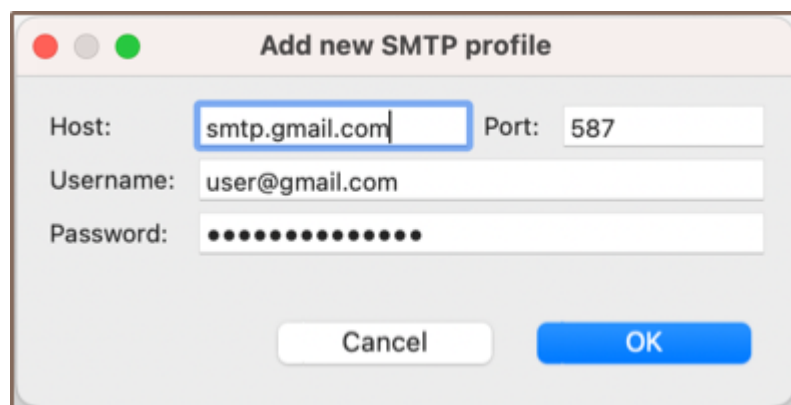 Add new SMTP profile
Host: smtp.gmail.com Port: 587
Username: user@gmail.com
Password: ••••••••••••••
Cancel OK